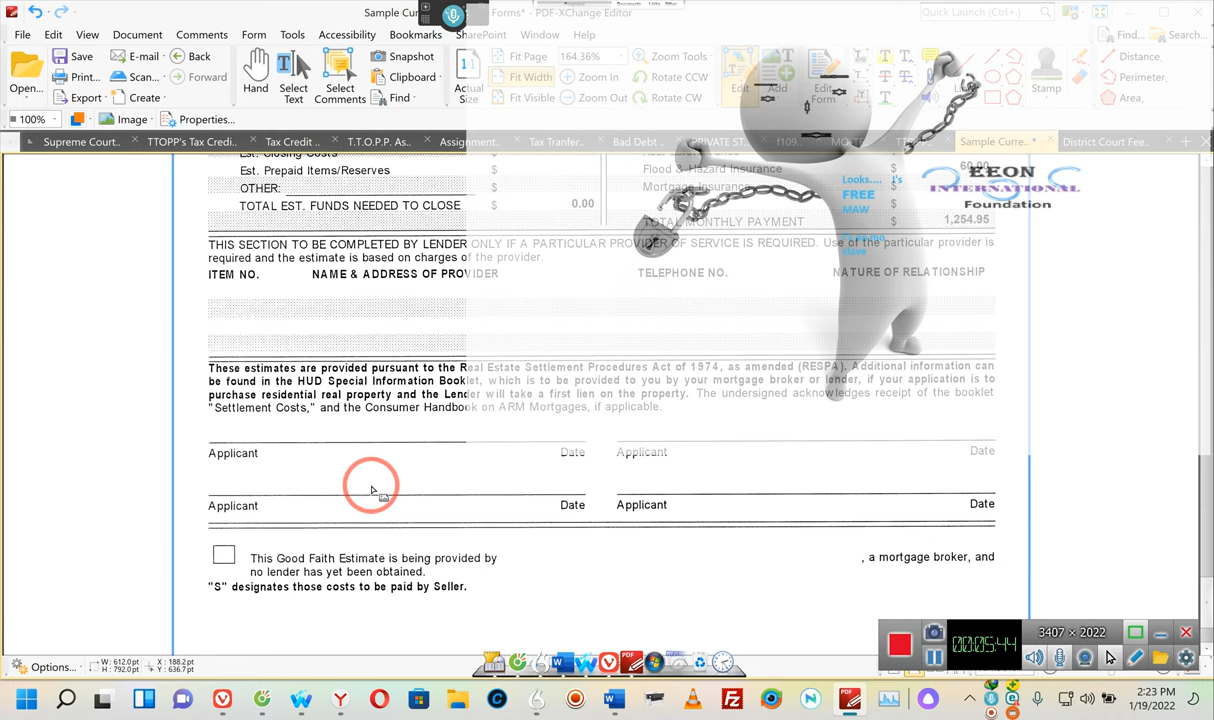 Sample Cu
Forms* - PDF-XChange Editor
Quick Launch (Ctrl+.)
File Edit View Document Comments Form Tools Accessibility Bookmarks SharePoint Window Help
Find... Search...
Open...
Save
E-mail
Back
Print...
Scan...
Forward
Export
Create
Hand
Select Text
Select Comments
Snapshot
Clipboard
Find
Actual Size
Fit Page
Fit Width
Fit Visible
164.36%
Zoom In
Zoom Out
Zoom Tools
Rotate CCW
Rotate CW
Edit
Add
Edit Form
Stamp
Distance,
Perimeter,
Area,
100%
Image
Properties...
Supreme Court..
TTOPP's Tax Credi..
Tax Credit ..
T.T.O.P.P. As..
Assignment
Tax Tranfer..
Bad Debt
PRIVATE ST
f109
Sample Curre.. *
District Court Fee..
Est. Closing Costs $
Est. Prepaid Items/Reserves $
OTHER: $
TOTAL EST. FUNDS NEEDED TO CLOSE $ 0.00
Flood & Hazard Insurance $
Mortgage Insurance $
60.00
TOTAL MONTHLY PAYMENT $ 1,254.95
Looks.... I's
FREE
MAW
slave
EEON
INTERNATIONAL
Foundation
THIS SECTION TO BE COMPLETED BY LENDER ONLY IF A PARTICULAR PROVIDER OF SERVICE IS REQUIRED. Use of the particular provider is
required and the estimate is based on charges of the provider.
ITEM NO. NAME & ADDRESS OF PROVIDER TELEPHONE NO. NATURE OF RELATIONSHIP
These estimates are provided pursuant to the Real Estate Settlement Procedures Act of 1974, as amended (RESPA). Additional information can
be found in the HUD Special Information Booklet, which is to be provided to you by your mortgage broker or lender, if your application is to
purchase residential real property and the Lender will take a first lien on the property. The undersigned acknowledges receipt of the booklet
"Settlement Costs," and the Consumer Handbook on ARM Mortgages, if applicable.
Applicant Date Applicant Date
Applicant Date Applicant Date
This Good Faith Estimate is being provided by , a mortgage broker, and
no lender has yet been obtained.
"S" designates those costs to be paid by Seller.
00:05:44
3407 × 2022
Options...
W: 612.0pt
H: 792.0pt
X: 188.2pt
Y: 636.7pt
2:23 PM
1/19/2022